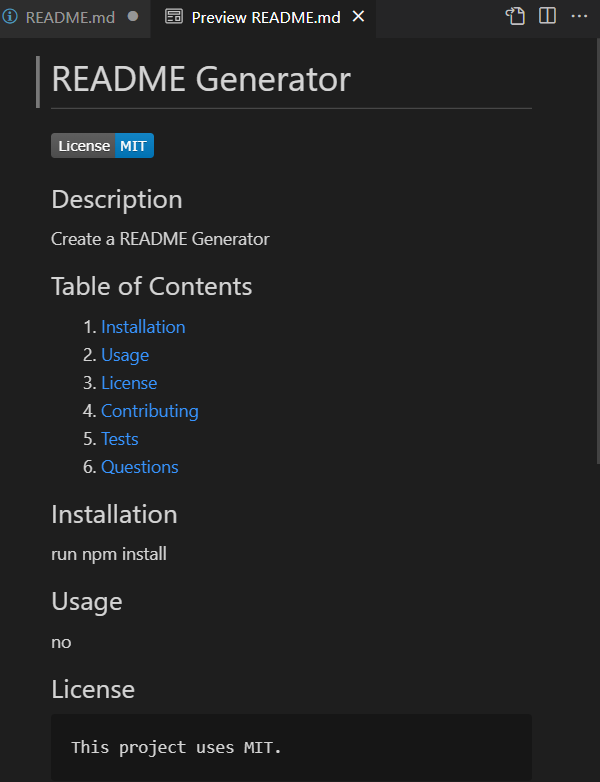 README.md
Preview README.md
README Generator
License MIT
Description
Create a README Generator
Table of Contents
1. Installation
2. Usage
3. License
4. Contributing
5. Tests
6. Questions
Installation
run npm install
Usage
no
License
This project uses MIT.